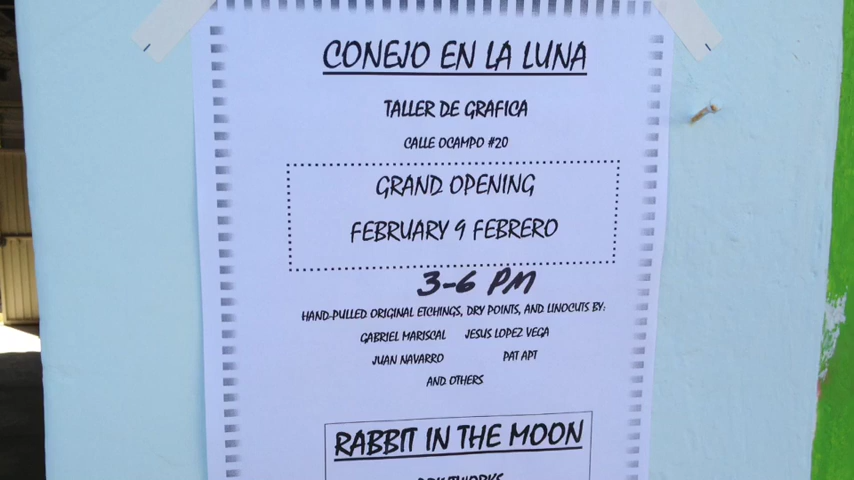 CONEJO EN LA LUNA
TALLER DE GRAFICA
CALLE OCAMPO #20
GRAND OPENING
FEBRUARY 9 FEBRERO
3-6 PM
HAND-PULLED ORIGINAL ETCHINGS, DRY POINTS, AND LINOCUTS BY:
GABRIEL MARISCAL JESUS LOPEZ VEGA
JUAN NAVARRO PAT APT
AND OTHERS
RABBIT IN THE MOON